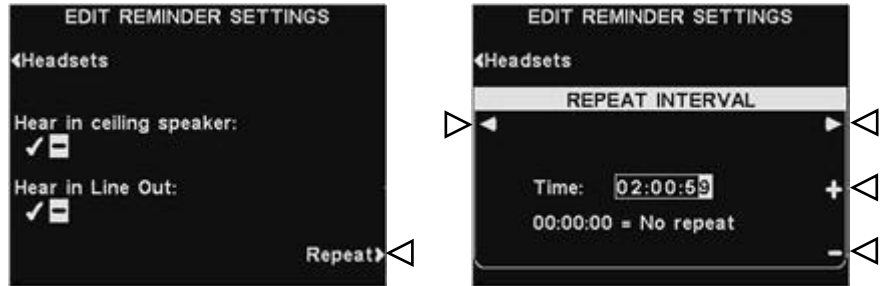 EDIT REMINDER SETTINGS
Headsets
Hear in ceiling speaker:
Hear in Line Out:
Repeat
EDIT REMINDER SETTINGS
Headsets
REPEAT INTERVAL
Time: 02:00:59
+
00:00:00 = No repeat
-